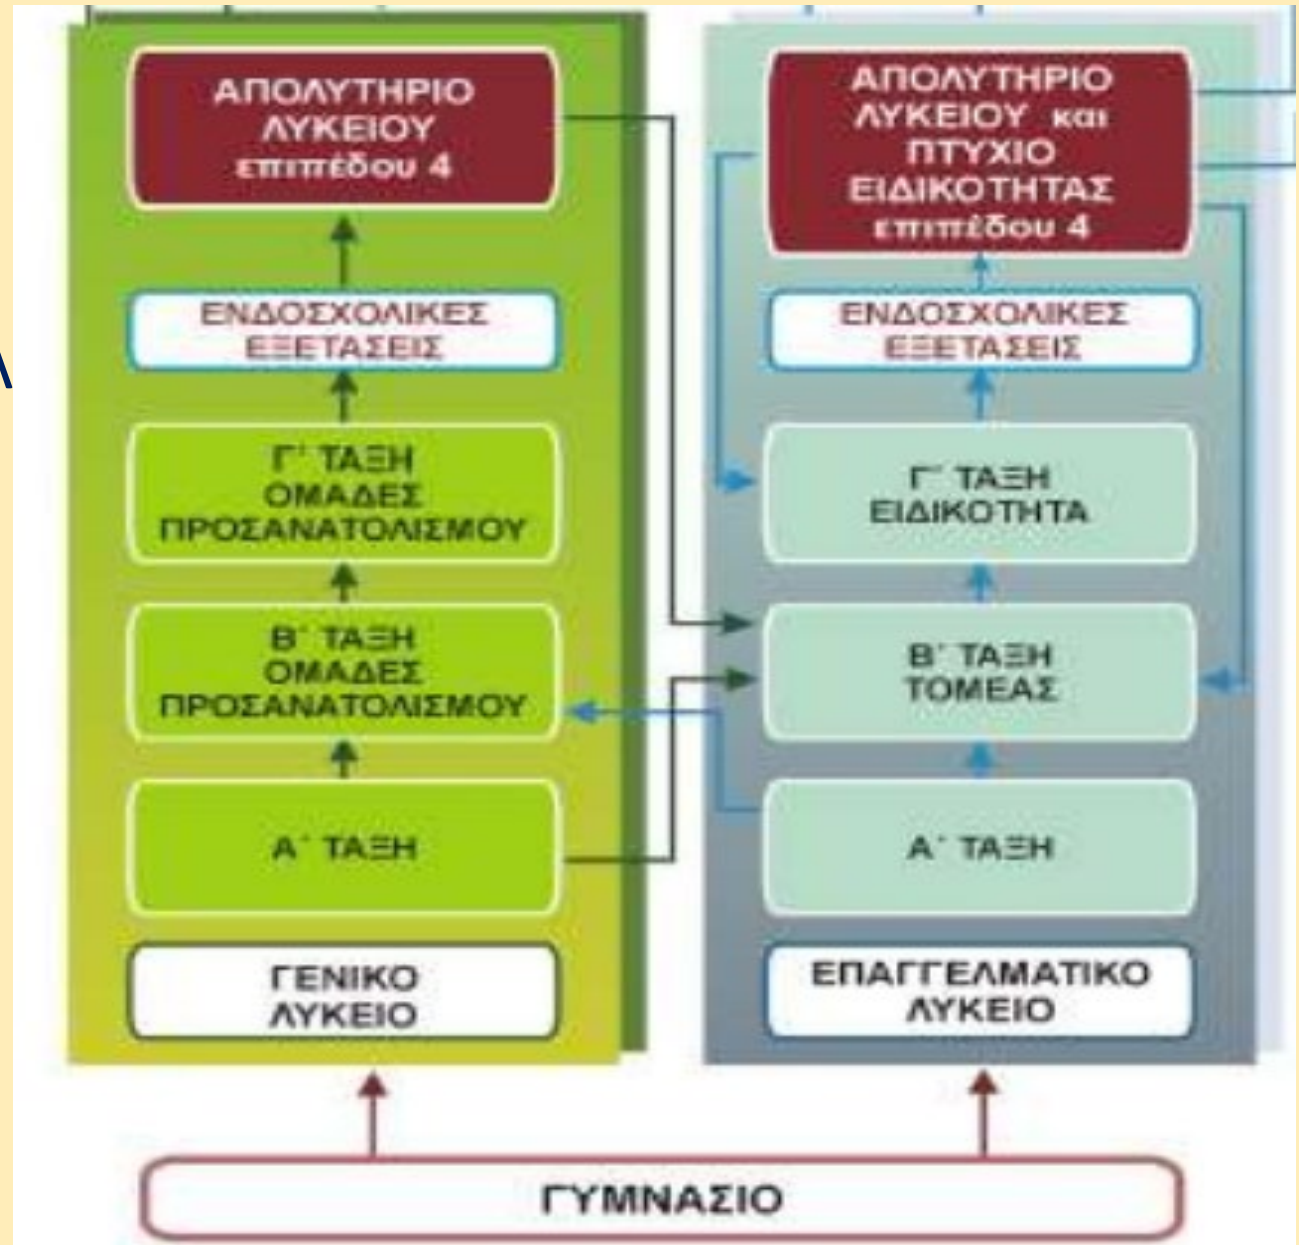 ΑΠΟΛΥΤΗΡΙΟ
ΛΥΚΕΙΟΥ
επιπέδου 4
ΕΝΔΟΣΧΟΛΙΚΕΣ
ΕΞΕΤΑΣΕΙΣ
Γ' ΤΑΞΗ
ΟΜΑΔΕΣ
ΠΡΟΣΑΝΑΤΟΛΙΣΜΟΥ
Β' ΤΑΞΗ
ΟΜΑΔΕΣ
ΠΡΟΣΑΝΑΤΟΛΙΣΜΟΥ
Α' ΤΑΞΗ
ΓΕΝΙΚΟ
ΛΥΚΕΙΟ
ΑΠΟΛΥΤΗΡΙΟ
ΛΥΚΕΙΟΥ και
ΠΤΥΧΙΟ
ΕΙΔΙΚΟΤΗΤΑΣ
επιπέδου 4
ΕΝΔΟΣΧΟΛΙΚΕΣ
ΕΞΕΤΑΣΕΙΣ
Γ' ΤΑΞΗ
ΕΙΔΙΚΟΤΗΤΑ
Β' ΤΑΞΗ
ΤΟΜΕΑΣ
Α' ΤΑΞΗ
ΕΠΑΓΓΕΛΜΑΤΙΚΟ
ΛΥΚΕΙΟ
ΓΥΜΝΑΣΙΟ